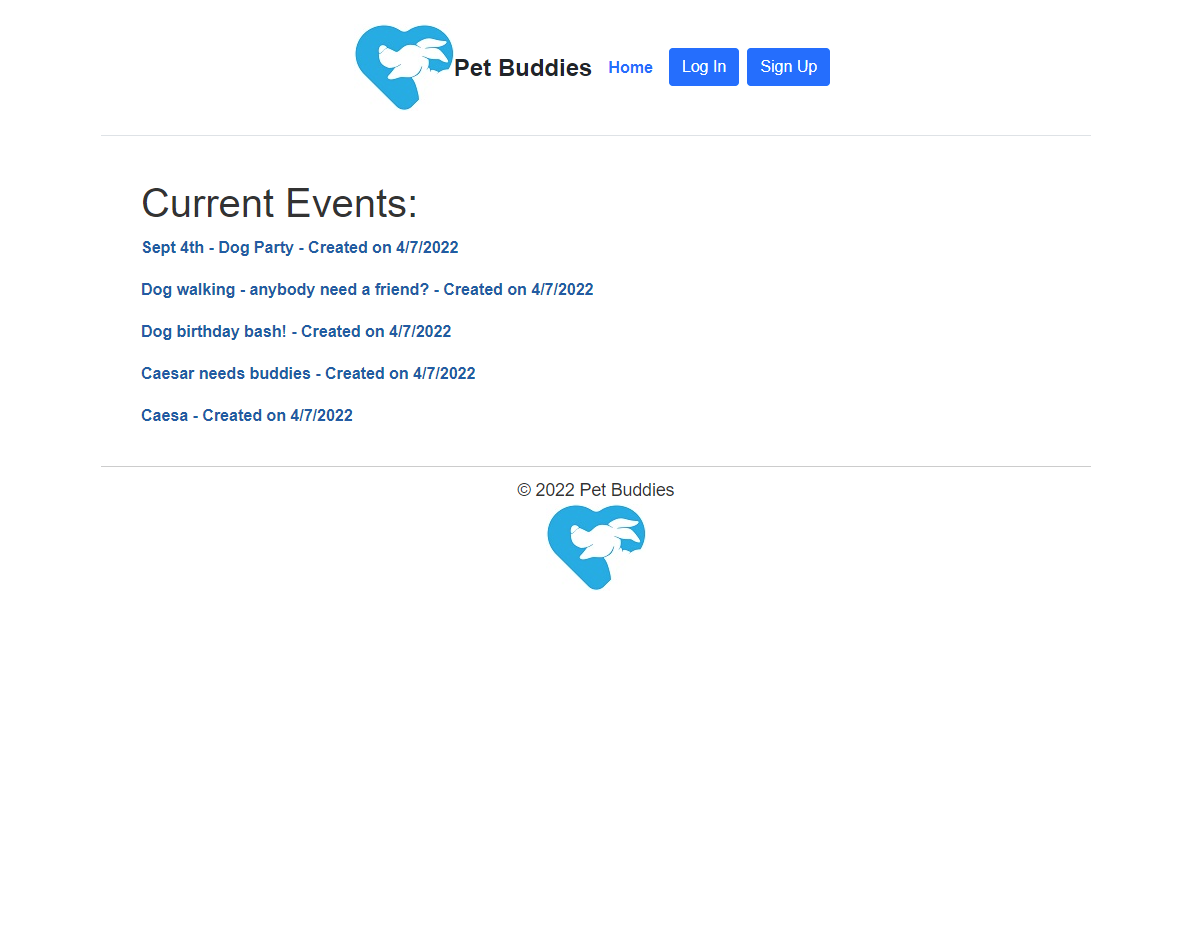 Pet Buddies Home Log In Sign Up
Current Events:
Sept 4th - Dog Party - Created on 4/7/2022
Dog walking - anybody need a friend? - Created on 4/7/2022
Dog birthday bash! - Created on 4/7/2022
Caesar needs buddies - Created on 4/7/2022
Caesa - Created on 4/7/2022
© 2022 Pet Buddies